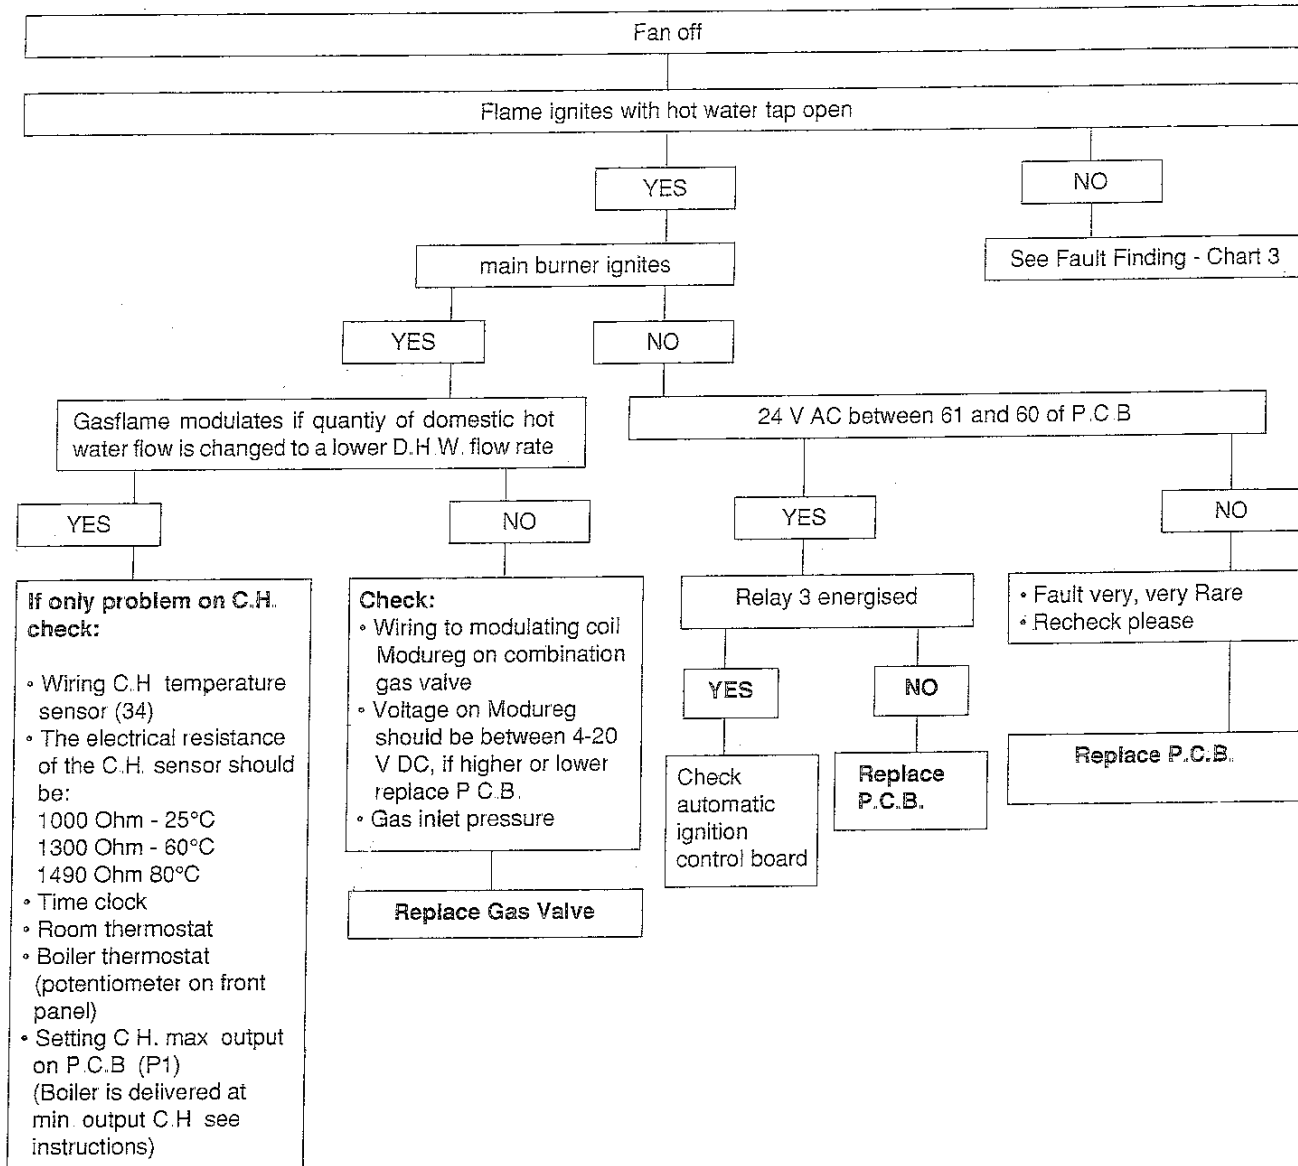 Fan off
Flame ignites with hot water tap open
YES
NO
main burner ignites
See Fault Finding - Chart 3
YES
NO
Gasflame modulates if quantiy of domestic hot
water flow is changed to a lower D.H.W. flow rate
24 V AC between 61 and 60 of P.C.B
YES
NO
YES
NO
If only problem on C.H.
check:
• Wiring C.H temperature
sensor (34)
• The electrical resistance
of the C.H. sensor should
be:
1000 Ohm - 25°C
1300 Ohm - 60°C
1490 Ohm 80°C
• Time clock
• Room thermostat
• Boiler thermostat
(potentiometer on front
panel)
• Setting C H. max output
on P.C.B (P1)
(Boiler is delivered at
min. output C.H see
instructions)
Check:
• Wiring to modulating coil
Modureg on combination
gas valve
• Voltage on Modureg
should be between 4-20
V DC, if higher or lower
replace P C.B.
• Gas inlet pressure
Replace Gas Valve
Relay 3 energised
YES
NO
Check
automatic
ignition
control board
Replace
P.C.B.
• Fault very, very Rare
• Recheck please
Replace P.C.B.